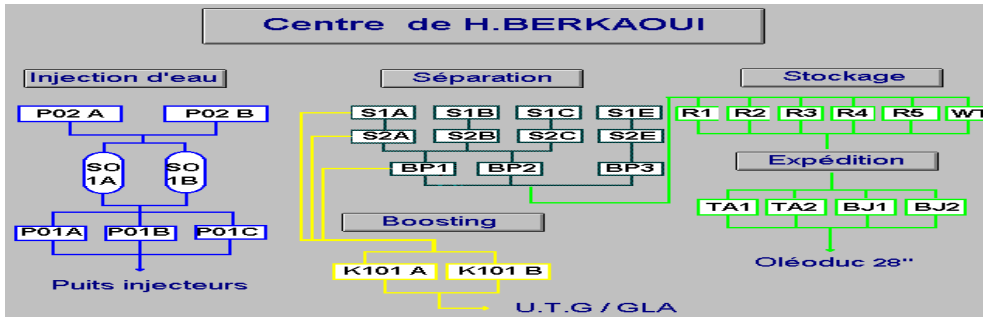 Centre de H.BERKAOUI
Injection d'eau
Séparation
Stockage
P02 A P02 B
S1A S1B S1C S1E
R1 R2 R3 R4 R5 WT
S2A S2B S2C S2E
SO 1A SO 1B
BP1 BP2 BP3
Expédition
P01A P01B P01C
Boosting
TA1 TA2 BJ1 BJ2
K101 A K101 B
Oléoduc 28"
Puits injecteurs
U.T.G / GLA